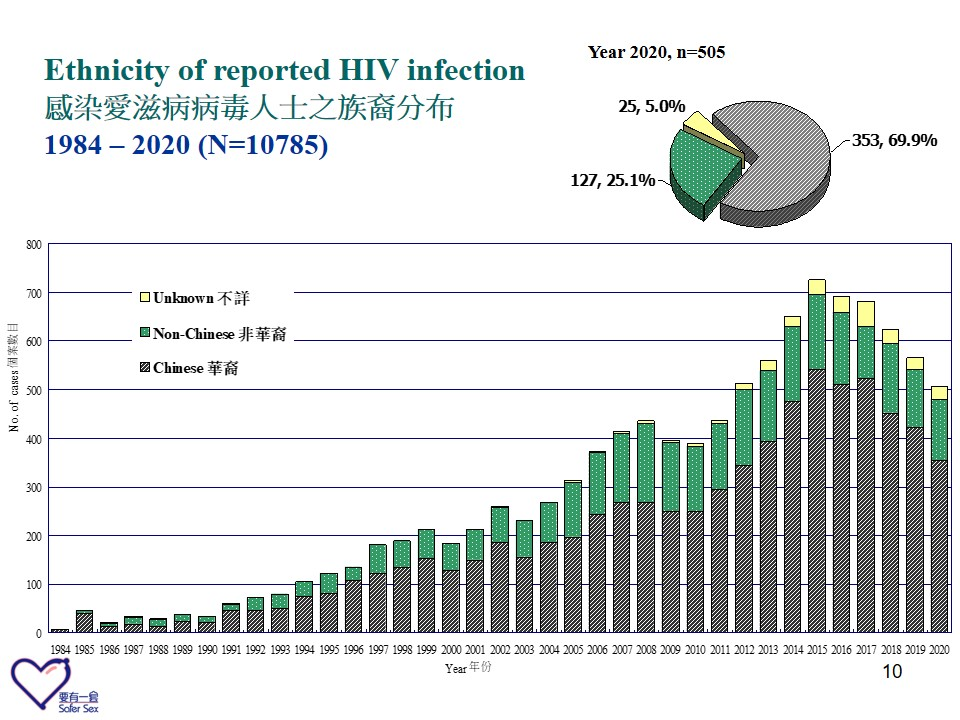 Ethnicity of reported HIV infection
感染愛滋病病毒人士之族裔分布
1984 – 2020 (N=10785)
Year 2020, n=505
25, 5.0%
353, 69.9%
127, 25.1%
800
700
600
500
400
300
200
100
0
No. of cases 個案數目
Unknown 不詳
Non-Chinese 非華裔
Chinese 華裔
1984 1985 1986 1987 1988 1989 1990 1991 1992 1993 1994 1995 1996 1997 1998 1999 2000 2001 2002 2003 2004 2005 2006 2007 2008 2009 2010 2011 2012 2013 2014 2015 2016 2017 2018 2019 2020
Year 年份
要有一套
Safer Sex
10